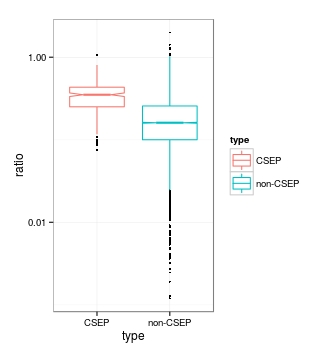 1.00
0.01
ratio
CSEP
non-CSEP
type
type
CSEP
non-CSEP